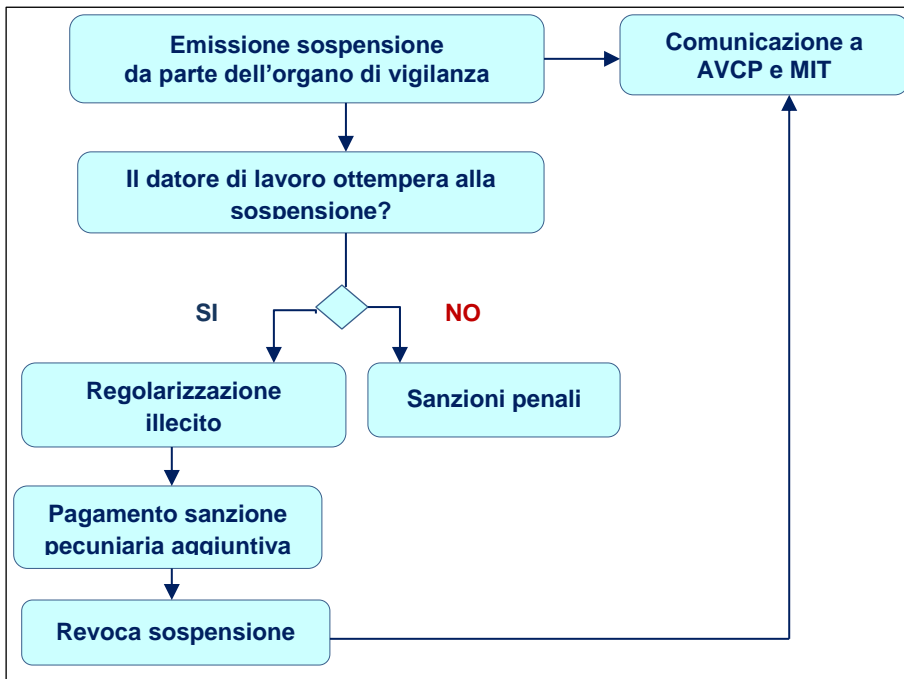 Emissione sospensione
da parte dell'organo di vigilanza
Comunicazione a
AVCP e MIT
Il datore di lavoro ottempera alla
sospensione?
SI
NO
Regolarizzazione
illecito
Sanzioni penali
Pagamento sanzione
pecuniaria aggiuntiva
Revoca sospensione